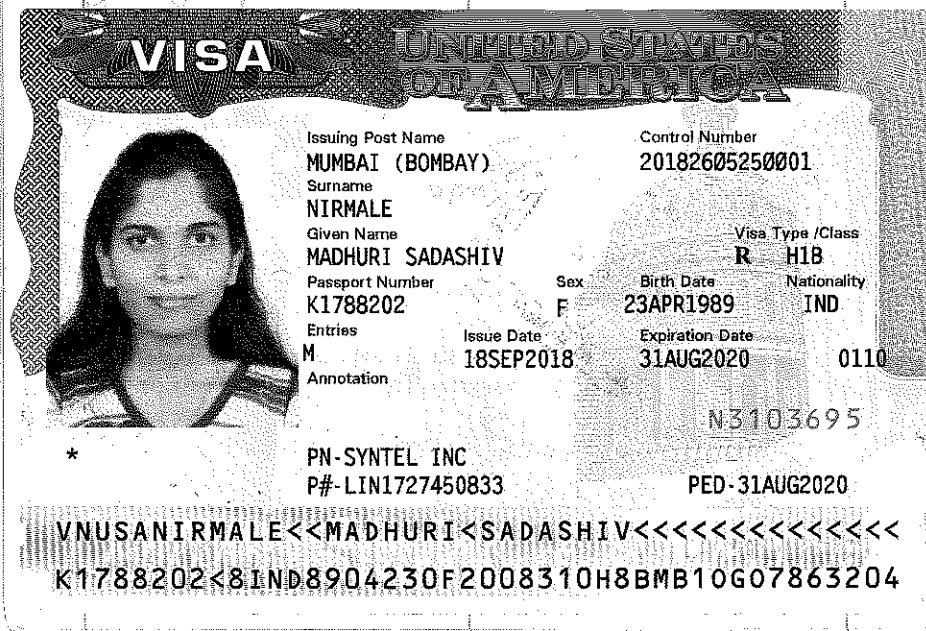 VISA UNITED STATES OF AMERICA
Issuing Post Name Control Number
MUMBAI (BOMBAY) 20182605250001
Surname
NIRMALE
Given Name Visa Type /Class
MADHURI SADASHIV R H1B
Passport Number Sex Birth Date Nationality
K1788202 F 23APR1989 IND
Entries Issue Date Expiration Date
M 18SEP2018 31AUG2020 0110
Annotation
N3103695
* PN-SYNTEL INC
P#-LIN1727450833 PED-31AUG2020
VNUSANIRMALE<<MADHURI<SADASHIV<<<<<<<<<<<<<<
K1788202<8IND8904230F2008310H8BMB10G07863204